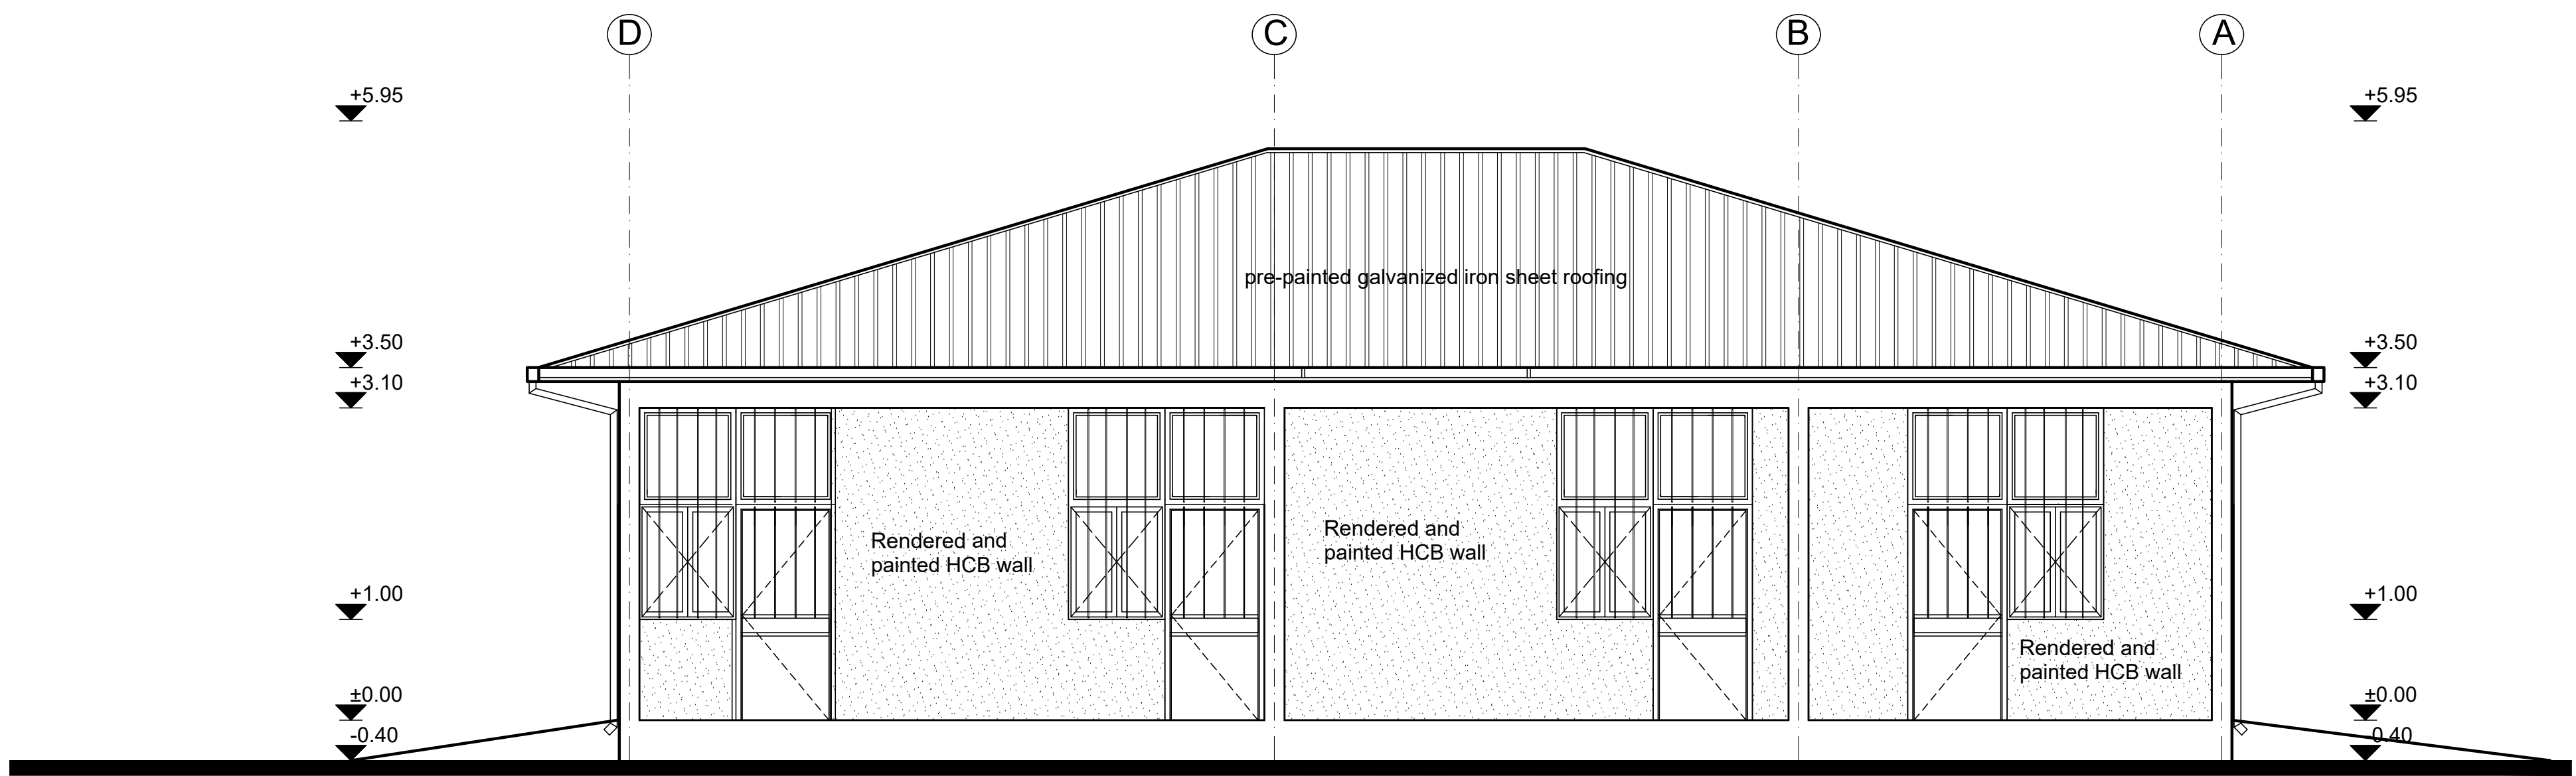 D
C
B
A
+5.95
+5.95
pre-painted galvanized iron sheet roofing
+3.50
+3.50
+3.10
+3.10
Rendered and
painted HCB wall
Rendered and
painted HCB wall
+1.00
+1.00
Rendered and
painted HCB wall
±0.00
±0.00
-0.40
0.40